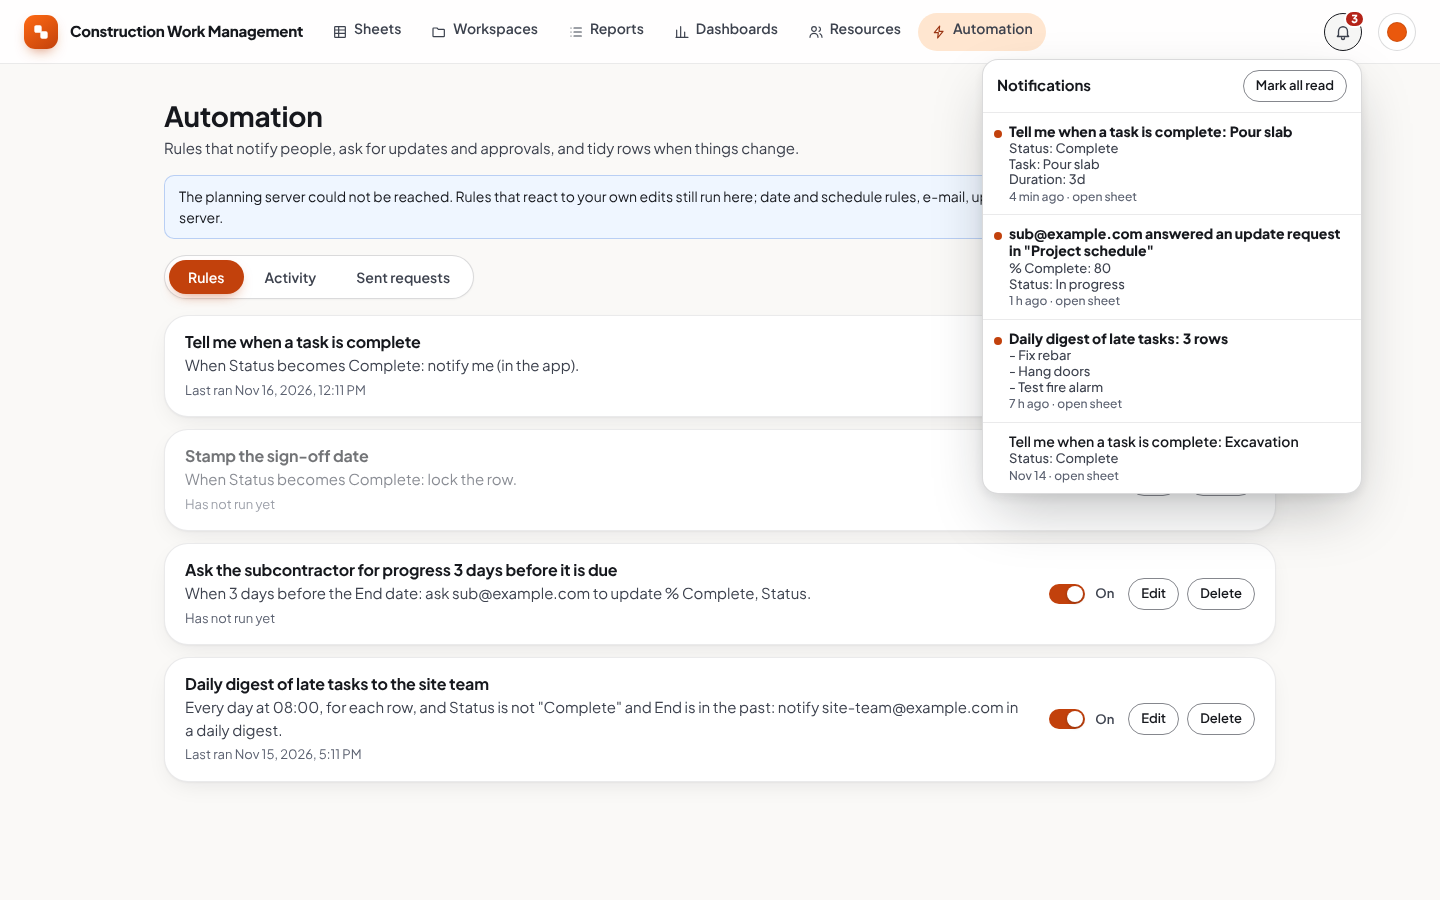 Construction Work Management
Sheets
Workspaces
Reports
Dashboards
Resources
Automation
3
Automation
Rules that notify people, ask for updates and approvals, and tidy rows when things change.
The planning server could not be reached. Rules that react to your own edits still run here; date and schedule rules, e-mail,
server.
Rules
Activity
Sent requests
Tell me when a task is complete
When Status becomes Complete: notify me (in the app).
Last ran Nov 16, 2026, 12:11 PM
Stamp the sign-off date
When Status becomes Complete: lock the row.
Has not run yet
Ask the subcontractor for progress 3 days before it is due
When 3 days before the End date: ask sub@example.com to update % Complete, Status.
Has not run yet
On
Edit
Delete
Daily digest of late tasks to the site team
Every day at 08:00, for each row, and Status is not "Complete" and End is in the past: notify site-team@example.com in
a daily digest.
Last ran Nov 15, 2026, 5:11 PM
On
Edit
Delete
Notifications
Mark all read
Tell me when a task is complete: Pour slab
Status: Complete
Task: Pour slab
Duration: 3d
4 min ago · open sheet
sub@example.com answered an update request
in "Project schedule"
% Complete: 80
Status: In progress
1 h ago · open sheet
Daily digest of late tasks: 3 rows
- Fix rebar
- Hang doors
- Test fire alarm
7 h ago · open sheet
Tell me when a task is complete: Excavation
Status: Complete
Nov 14 · open sheet